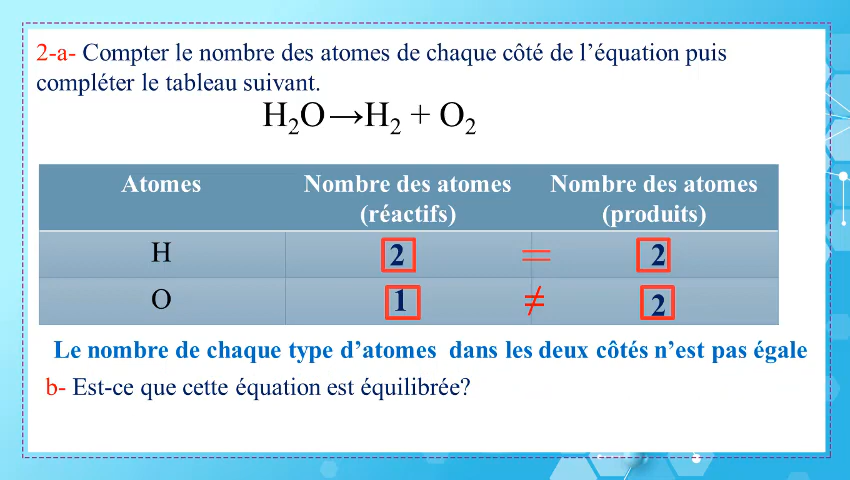 2-a- Compter le nombre des atomes de chaque côté de l’équation puis
compléter le tableau suivant.
H₂O→H₂ + O₂
Atomes Nombre des atomes (réactifs) Nombre des atomes (produits)
H 2 = 2
O 1 ≠ 2
Le nombre de chaque type d’atomes dans les deux côtés n’est pas égale
b- Est-ce que cette équation est équilibrée?